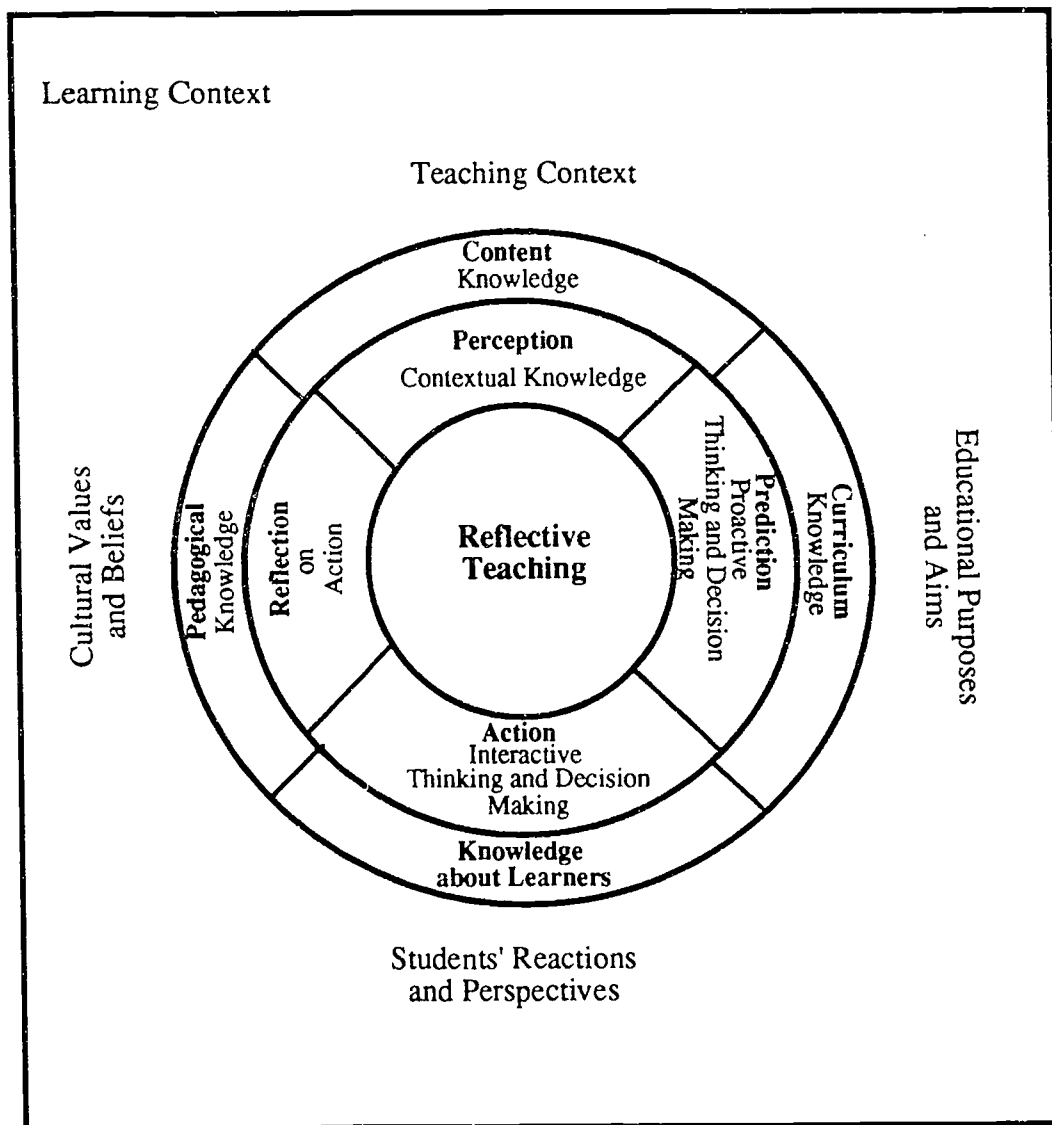 Learning Context
Teaching Context
Content
Knowledge
Perception
Contextual Knowledge
Cultural Values
and Beliefs
Pedagogical
Knowledge
Reflection
on
Action
Reflective
Teaching
Prediction
Proactive
Thinking and Decision
Making
Curriculum
Knowledge
Educational Purposes
and Aims
Action
Interactive
Thinking and Decision
Making
Knowledge
about Learners
Students' Reactions
and Perspectives